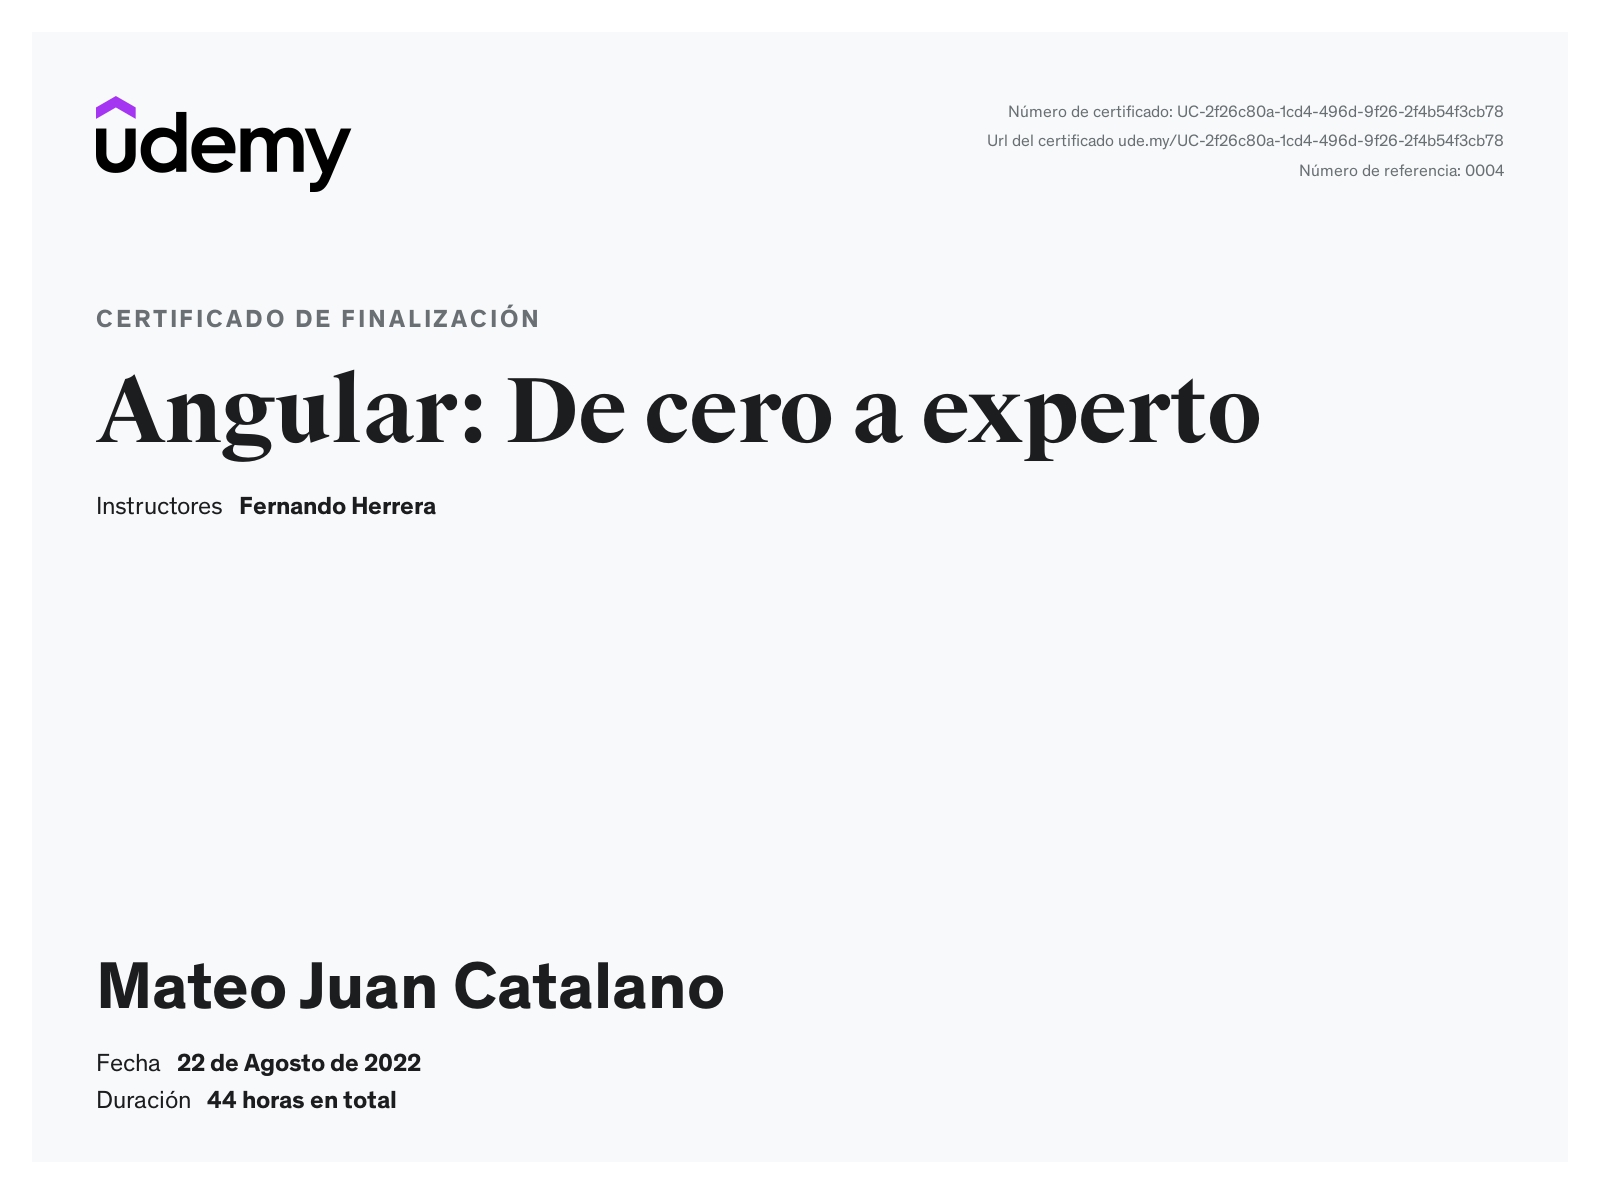 udemy
Número de certificado: UC-2f26c80a-1cd4-496d-9f26-2f4b54f3cb78
Url del certificado ude.my/UC-2f26c80a-1cd4-496d-9f26-2f4b54f3cb78
Número de referencia: 0004
CERTIFICADO DE FINALIZACIÓN
Angular: De cero a experto
Instructores Fernando Herrera
Mateo Juan Catalano
Fecha 22 de Agosto de 2022
Duración 44 horas en total